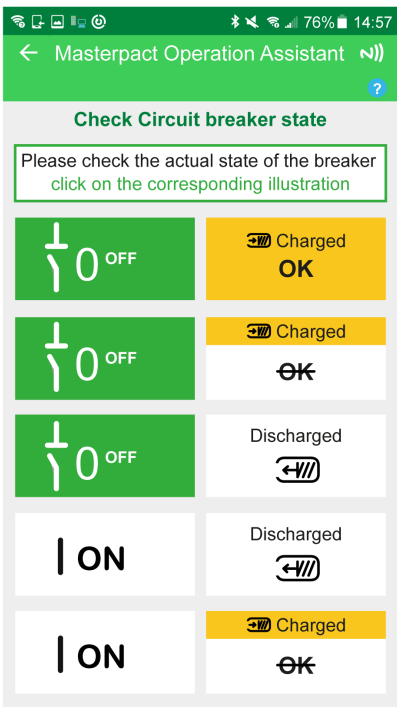 76% 14:57
Masterpact Operation Assistant
?
Check Circuit breaker state
Please check the actual state of the breaker
click on the corresponding illustration
0 OFF
Charged
OK
0 OFF
Charged
OK
0 OFF
Discharged
ON
Discharged
ON
Charged
OK